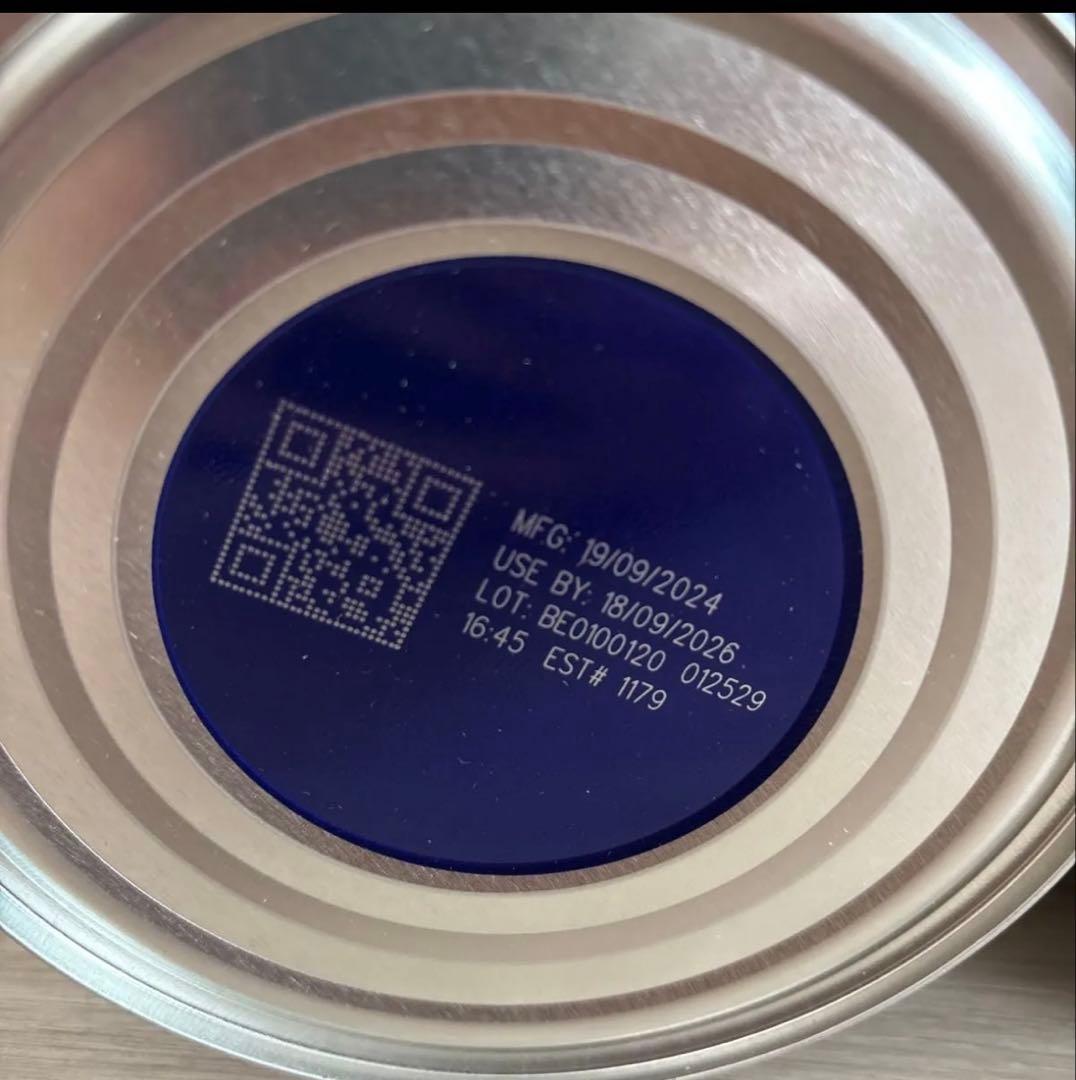 MFG: 19/09/2024
USE BY: 18/09/2026
LOT: BE0100120 012529
16:45 EST# 1179